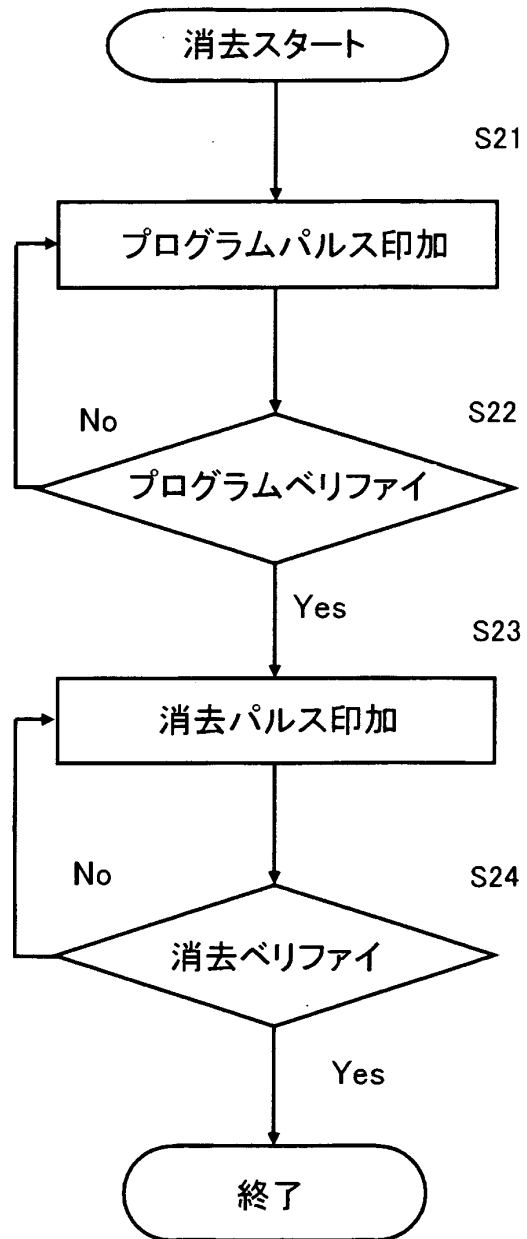 消去スタート
S21
プログラムパルス印加
No
S22
プログラムベリファイ
Yes
S23
消去パルス印加
No
S24
消去ベリファイ
Yes
終了